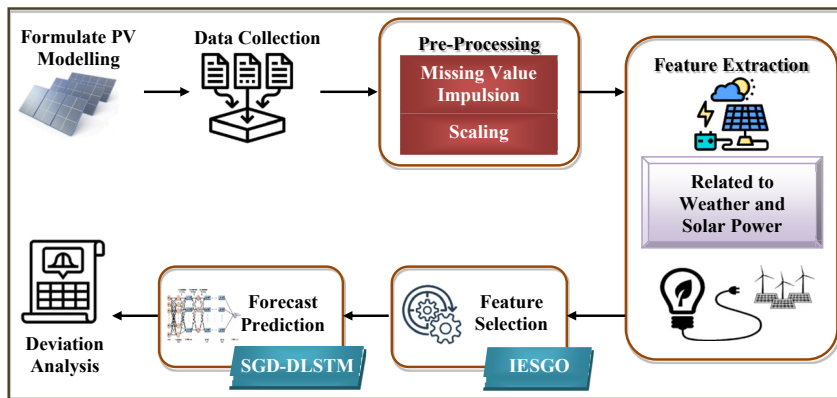 Formulate PV
Modelling
Data Collection
Pre-Processing
Missing Value
Impulsion
Scaling
Feature Extraction
Related to
Weather and
Solar Power
Feature
Selection
IESGO
Forecast
Prediction
SGD-DLSTM
Deviation
Analysis